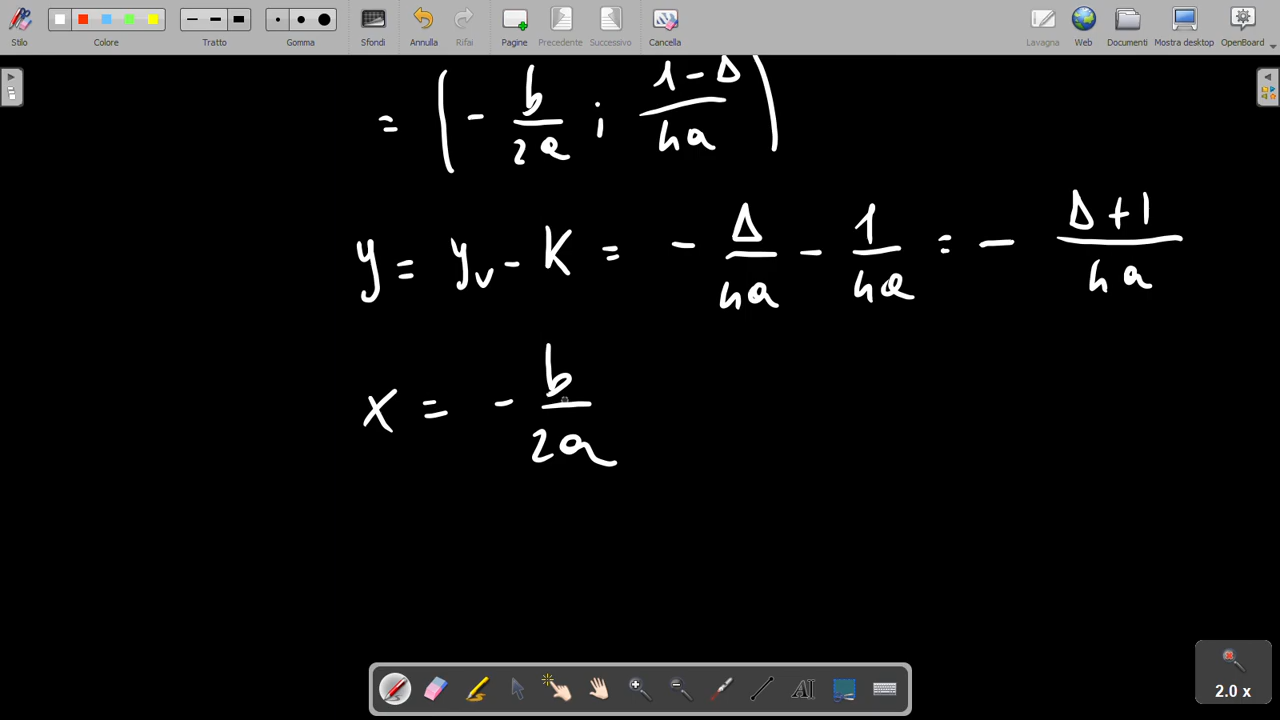 Stilo Colore Tratto Gomma Sfondi Annulla Rifai Pagine Precedente Successivo Cancella Lavagna Web Documenti Mostra desktop OpenBoard
= ( - b/2a ; (1 - Δ)/4a )
y = y_v - K = - Δ/4a - 1/4a = - (Δ + 1)/4a
x = - b/2a
2.0 x